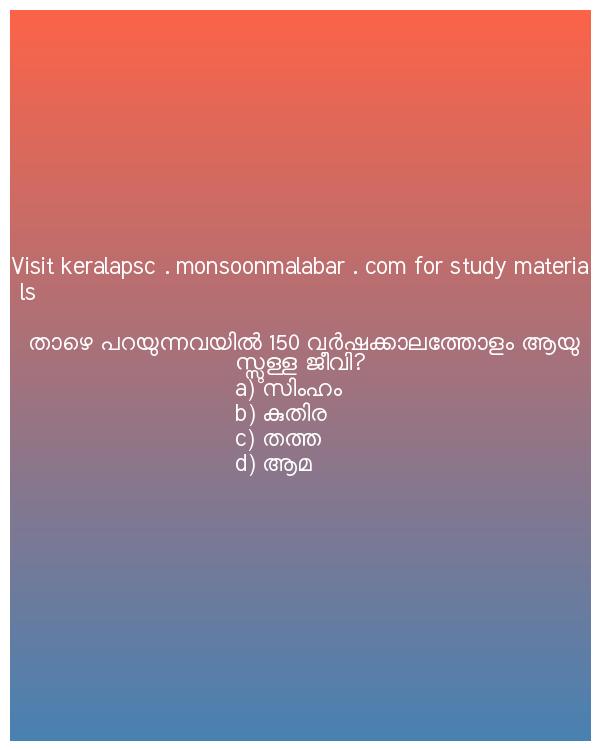 Visit keralapsc . monsoonmalabar . com for study materia
ls
താഴെ പറയുന്നവയിൽ 150 വർഷക്കാലത്തോളം ആയു
സ്സുള്ള ജീവി?
a) സിംഹം
b) കുതിര
c) തത്ത
d) ആമ